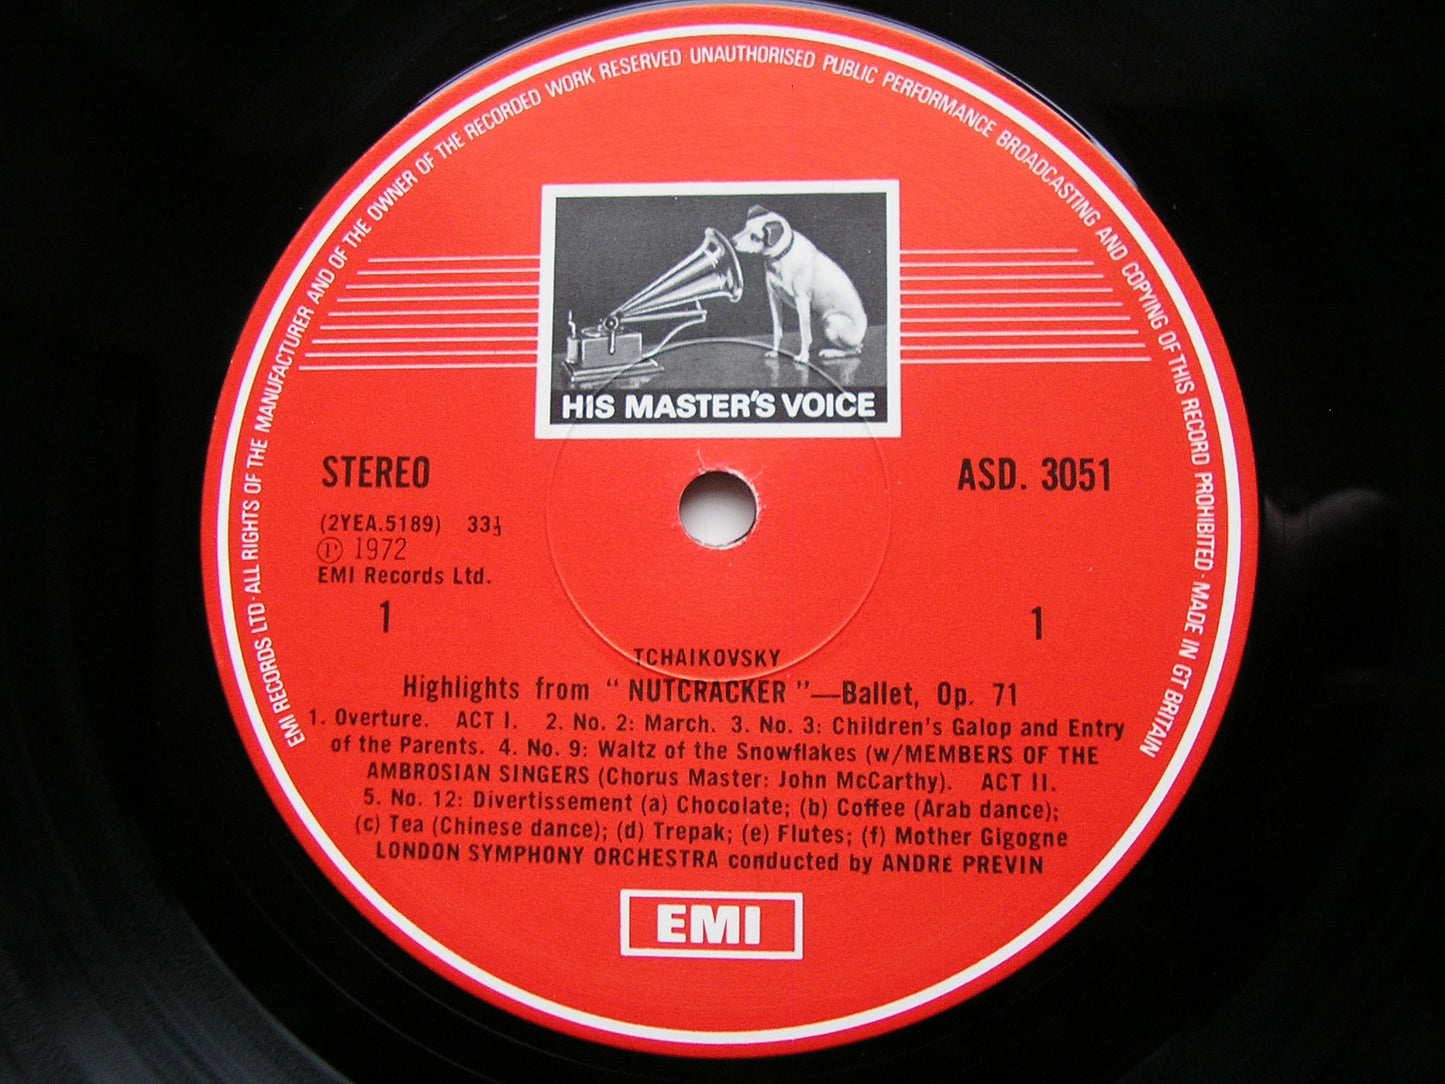 EMI RECORDS LTD · ALL RIGHTS OF THE MANUFACTURER AND OF THE OWNER OF THE RECORDED WORK RESERVED · UNAUTHORISED PUBLIC PERFORMANCE BROADCASTING AND COPYING OF THIS RECORD PROHIBITED · MADE IN GT BRITAIN
HIS MASTER'S VOICE
STEREO
ASD. 3051
(2YEA.5189) 33⅓
Ⓟ 1972
EMI Records Ltd.
1
1
TCHAIKOVSKY
Highlights from "NUTCRACKER"—Ballet, Op. 71
1. Overture. ACT I. 2. No. 2: March. 3. No. 3: Children's Galop and Entry
of the Parents. 4. No. 9: Waltz of the Snowflakes (w/MEMBERS OF THE
AMBROSIAN SINGERS (Chorus Master: John McCarthy). ACT II.
5. No. 12: Divertissement (a) Chocolate; (b) Coffee (Arab dance);
(c) Tea (Chinese dance); (d) Trepak; (e) Flutes; (f) Mother Gigogne
LONDON SYMPHONY ORCHESTRA conducted by ANDRÉ PREVIN
EMI